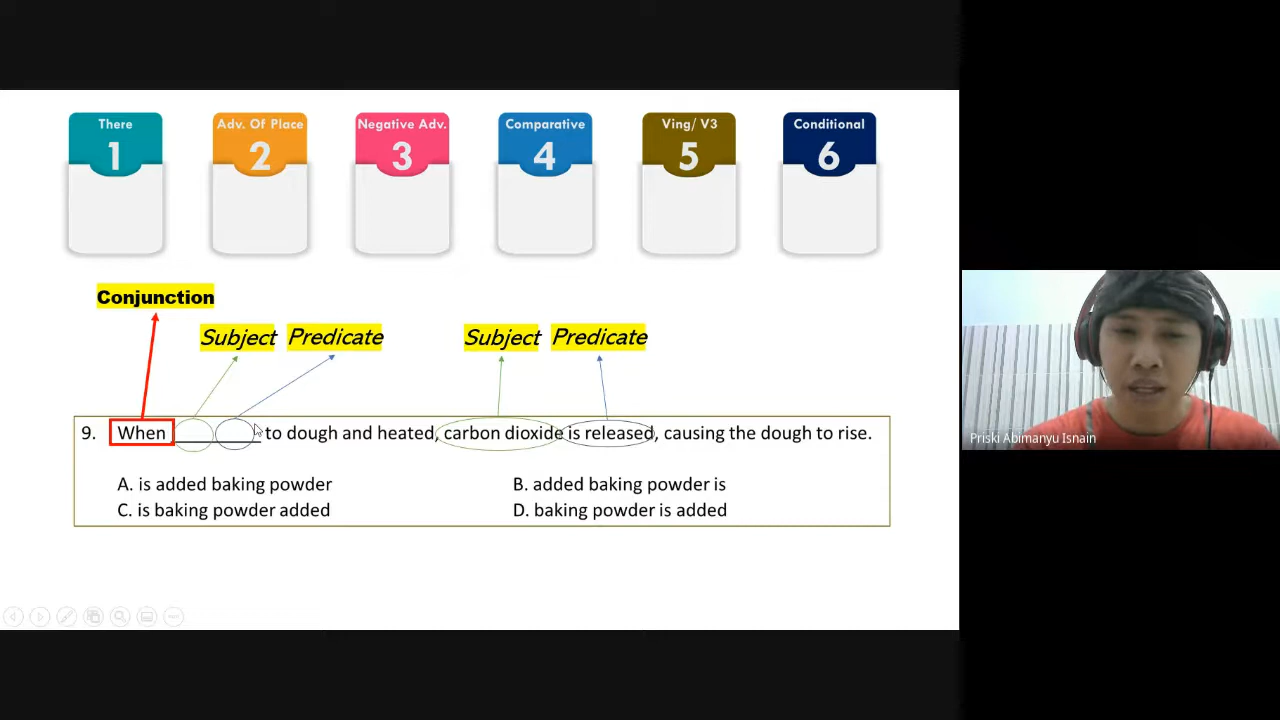 There
1
Adv. Of Place
2
Negative Adv.
3
Comparative
4
Ving/ V3
5
Conditional
6
Conjunction
Subject Predicate Subject Predicate
9. When ________ to dough and heated, carbon dioxide is released, causing the dough to rise.
A. is added baking powder B. added baking powder is
C. is baking powder added D. baking powder is added
Priski Abimanyu Isnain